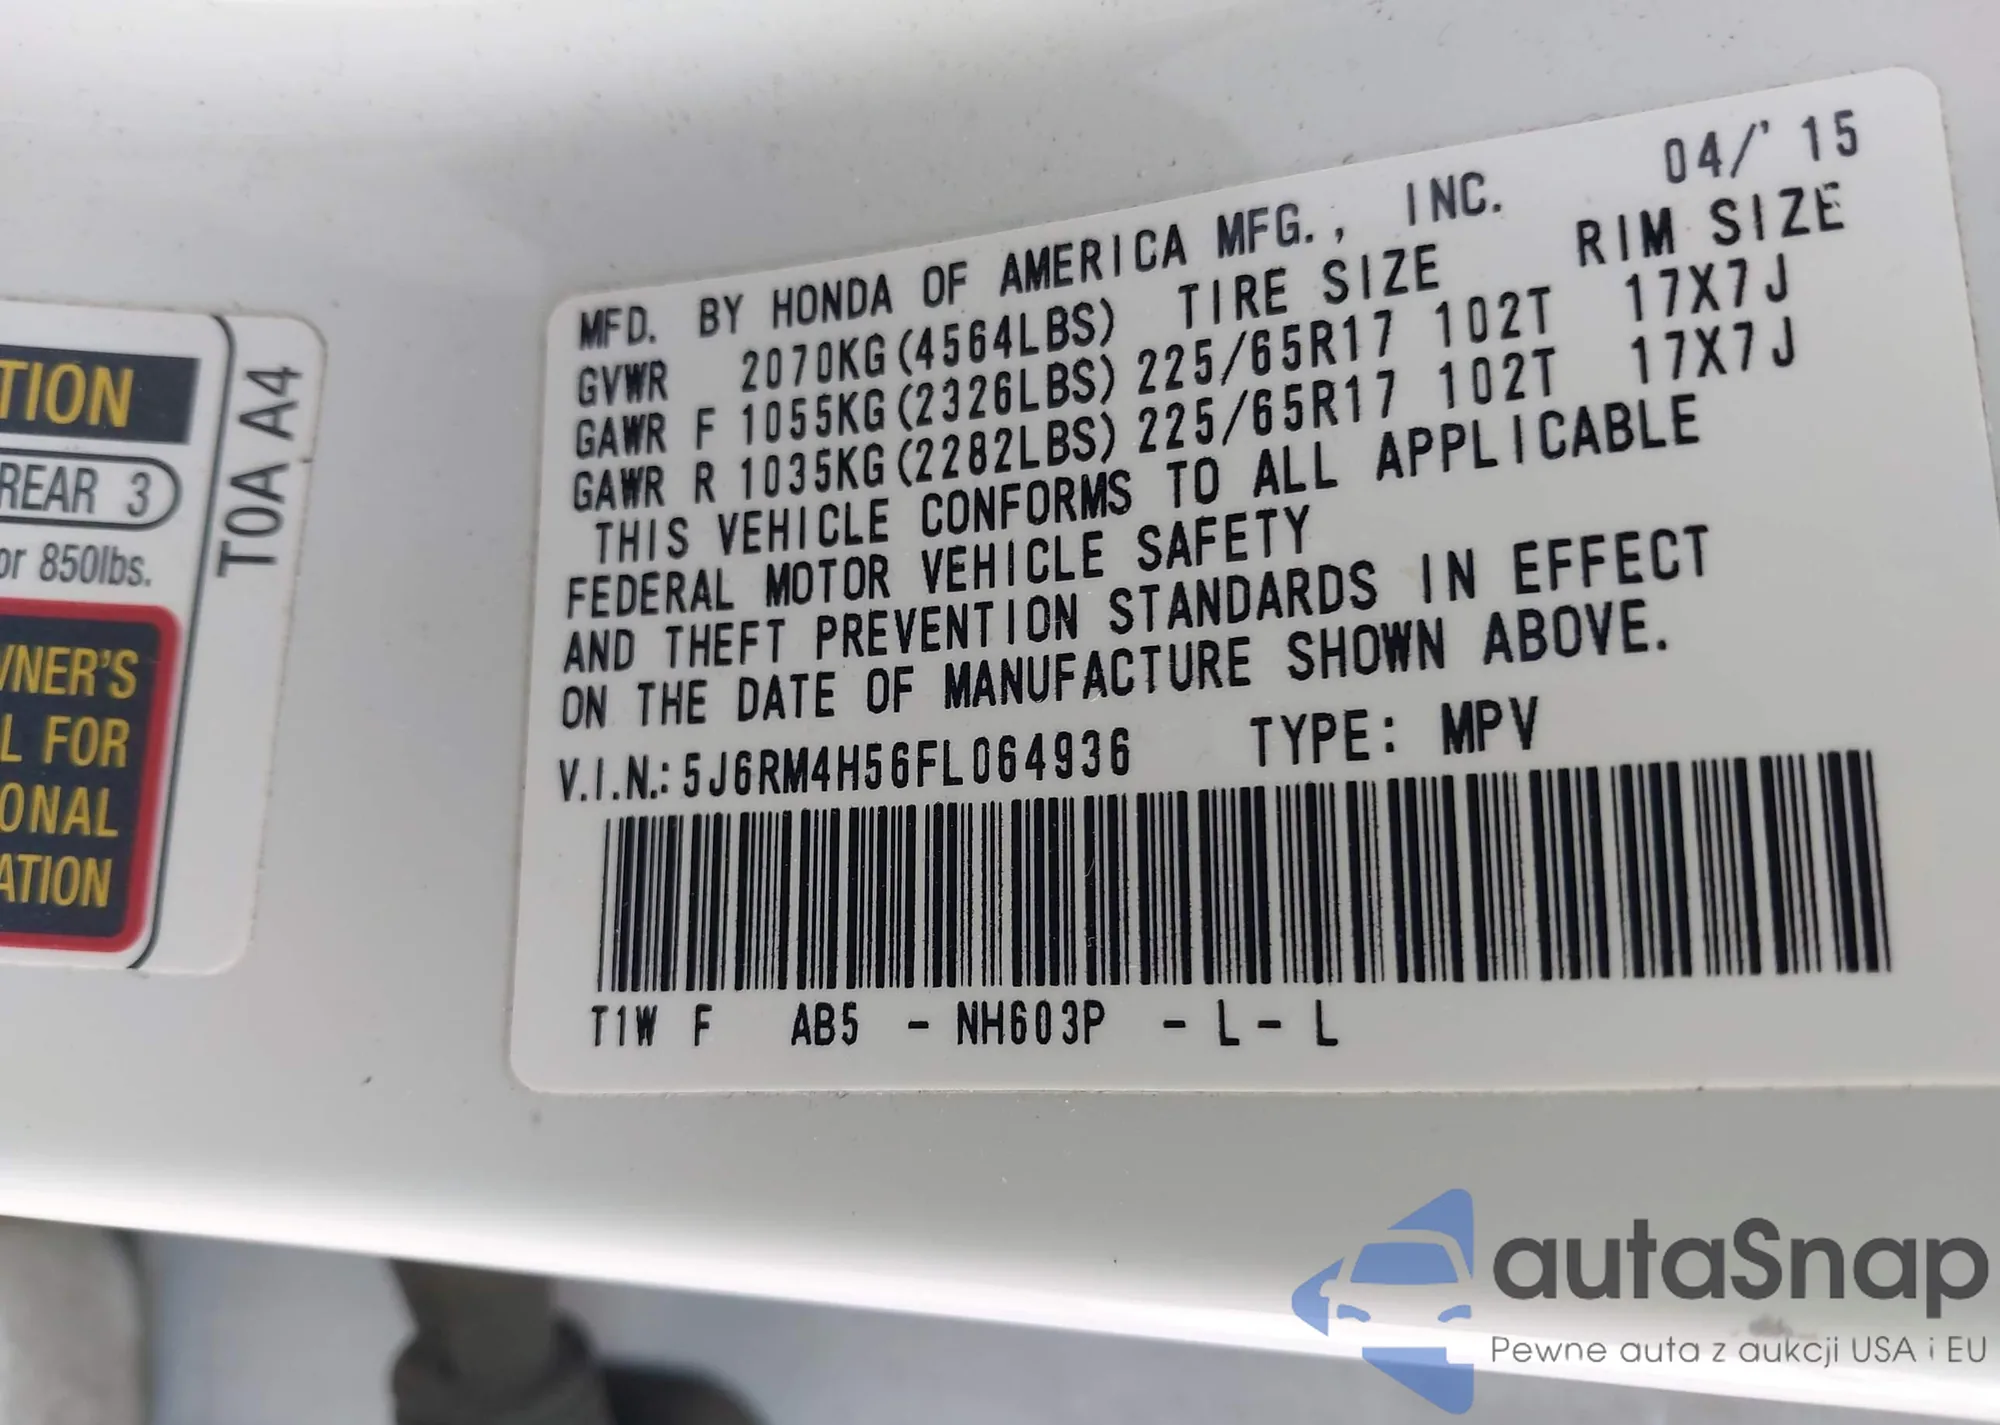 TION
REAR 3
or 850lbs.
WNER'S
L FOR
ONAL
ATION
T0A A4
MFD. BY HONDA OF AMERICA MFG., INC. 04/'15
GVWR 2070KG(4564LBS) TIRE SIZE RIM SIZE
GAWR F 1055KG(2326LBS) 225/65R17 102T 17X7J
GAWR R 1035KG(2282LBS) 225/65R17 102T 17X7J
THIS VEHICLE CONFORMS TO ALL APPLICABLE
FEDERAL MOTOR VEHICLE SAFETY
AND THEFT PREVENTION STANDARDS IN EFFECT
ON THE DATE OF MANUFACTURE SHOWN ABOVE.
V.I.N.: 5J6RM4H56FL064936 TYPE: MPV
T1W F AB5 - NH603P - L - L
autaSnap
Pewne auta z aukcji USA i EU